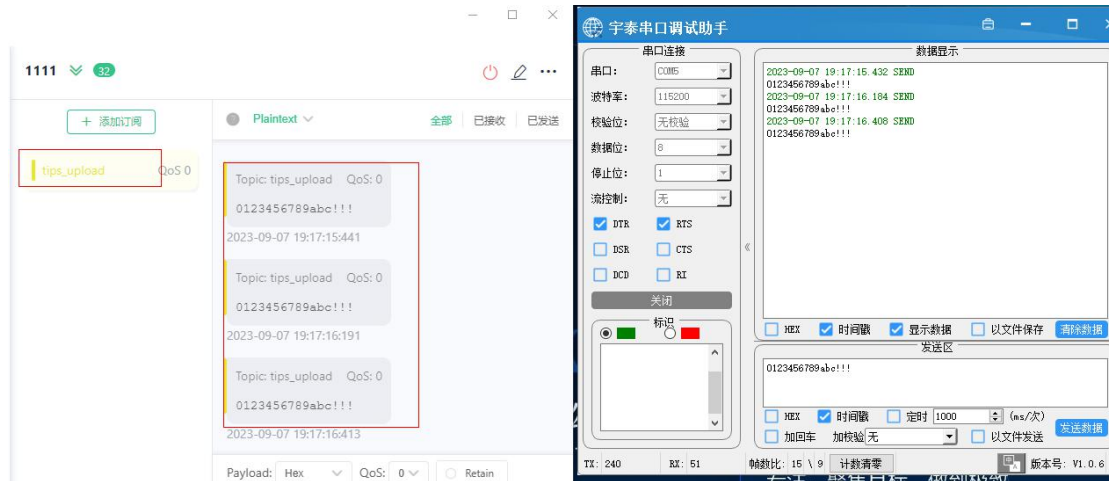 1111 32
+ 添加订阅
tips_upload QoS 0
Plaintext
全部 已接收 已发送
Topic: tips_upload QoS: 0
0123456789abc!!!
2023-09-07 19:17:15:441
Topic: tips_upload QoS: 0
0123456789abc!!!
2023-09-07 19:17:16:191
Topic: tips_upload QoS: 0
0123456789abc!!!
2023-09-07 19:17:16:413
Payload: Hex QoS: 0 Retain
宇泰串口调试助手
串口连接
串口: COM5
波特率: 115200
校验位: 无校验
数据位: 8
停止位: 1
流控制: 无
DTR RTS
DSR CTS
DCD RI
关闭
标识
数据显示
2023-09-07 19:17:15.432 SEND
0123456789abc!!!
2023-09-07 19:17:16.184 SEND
0123456789abc!!!
2023-09-07 19:17:16.408 SEND
0123456789abc!!!
HEX 时间戳 显示数据 以文件保存 清除数据
发送区
0123456789abc!!!
HEX 时间戳 定时 1000 (ms/次)
加回车 加校验 无 以文件发送 发送数据
TX: 240 RX: 51 帧数比: 15 \ 9 计数清零 版本号: V1.0.6